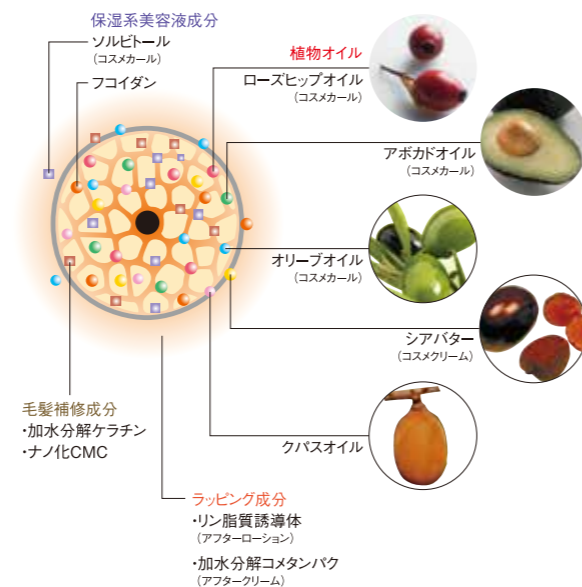 保湿系美容液成分
ソルビトール
(コスメカール)
フコイダン
植物オイル
ローズヒップオイル
(コスメカール)
アボカドオイル
(コスメカール)
オリーブオイル
(コスメカール)
シアバター
(コスメクリーム)
クパスオイル
毛髪補修成分
・加水分解ケラチン
・ナノ化CMC
ラッピング成分
・リン脂質誘導体
(アフターローション)
・加水分解コメタンパク
(アフタークリーム)